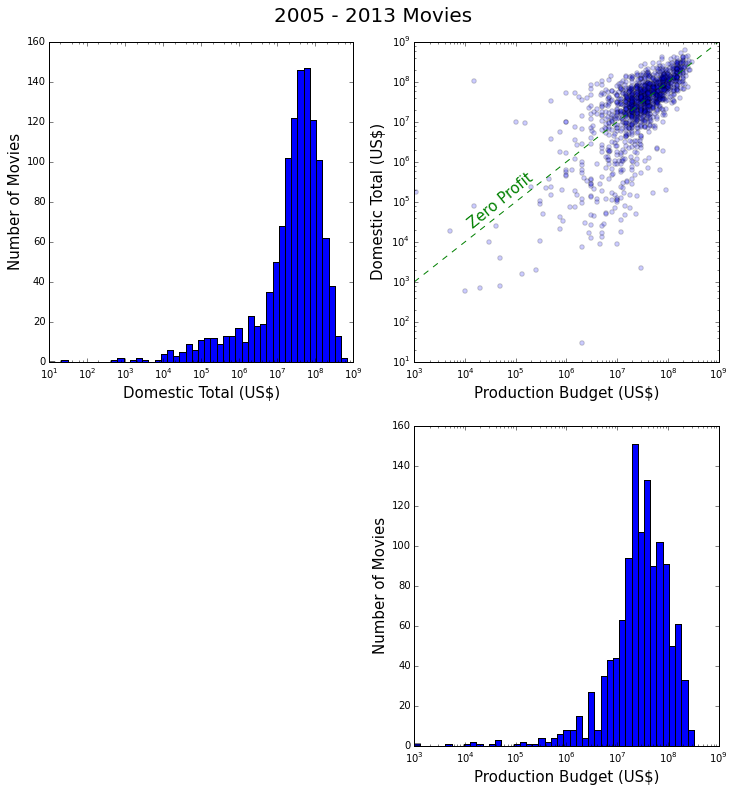 2005 - 2013 Movies
160
140
120
100
80
60
40
20
0
Number of Movies
10^1 10^2 10^3 10^4 10^5 10^6 10^7 10^8 10^9
Domestic Total (US$)
10^9
10^8
10^7
10^6
10^5
10^4
10^3
10^2
10^1
Domestic Total (US$)
Zero Profit
10^3 10^4 10^5 10^6 10^7 10^8 10^9
Production Budget (US$)
160
140
120
100
80
60
40
20
0
Number of Movies
10^3 10^4 10^5 10^6 10^7 10^8 10^9
Production Budget (US$)